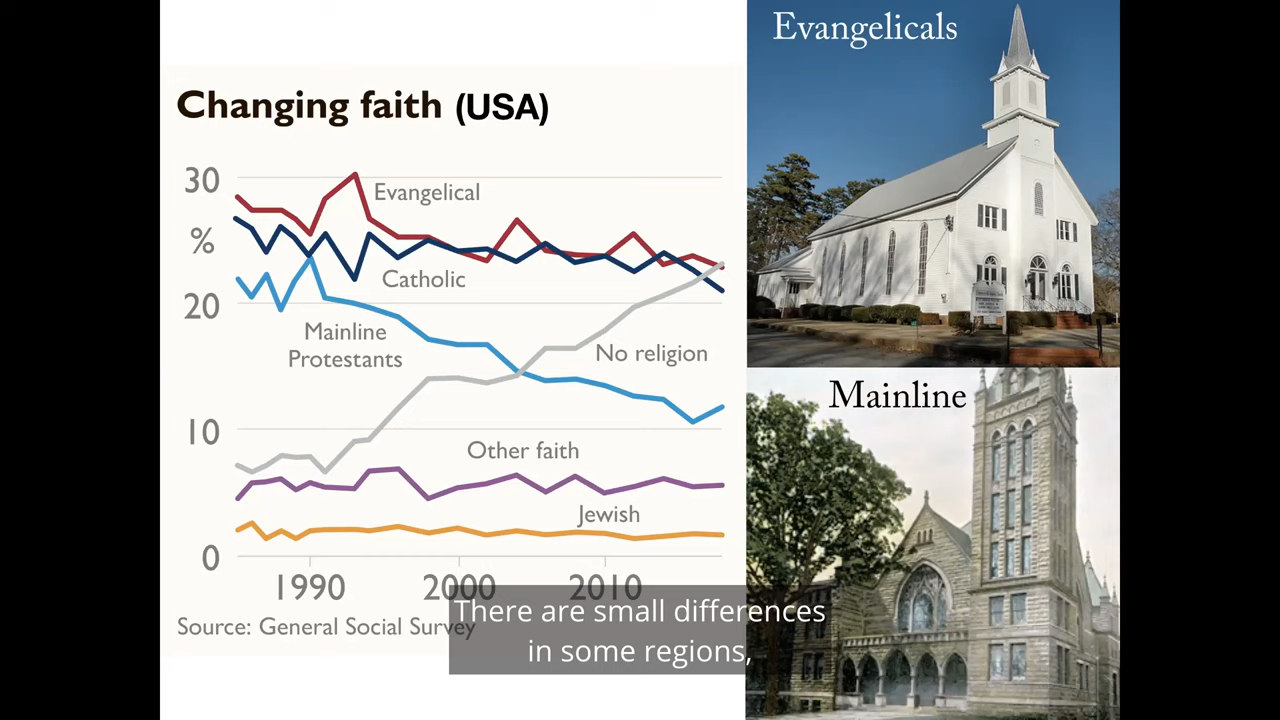 Changing faith (USA)
30
%
20
10
0
Evangelical
Catholic
Mainline
Protestants
No religion
Other faith
Jewish
1990 2000 2010
Source: General Social Survey
Evangelicals
Mainline
There are small differences
in some regions,